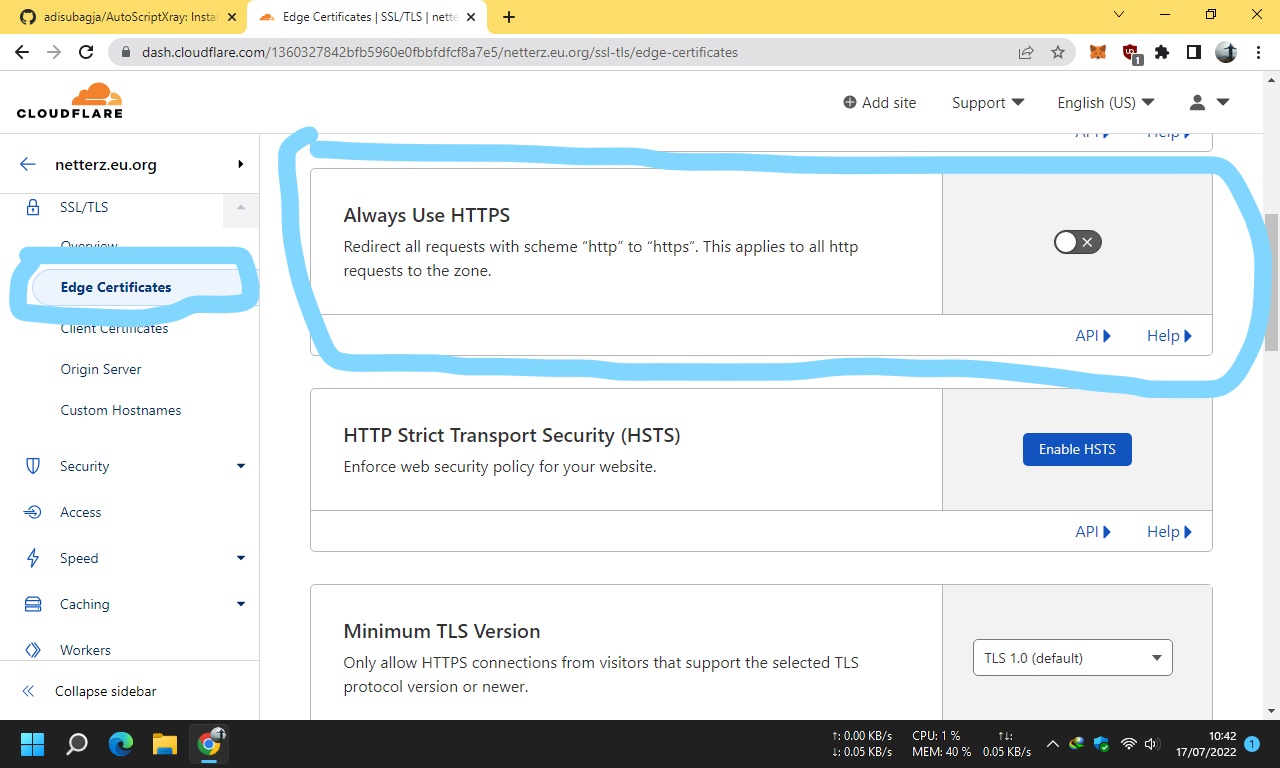 adisubagja/AutoScriptXray: Instal
Edge Certificates | SSL/TLS | nette
dash.cloudflare.com/1360327842bfb5960e0fbbfdfcf8a7e5/netterz.eu.org/ssl-tls/edge-certificates
1
CLOUDFLARE
Add site
Support
English (US)
netterz.eu.org
SSL/TLS
Overview
Edge Certificates
Client Certificates
Origin Server
Custom Hostnames
Security
Access
Speed
Caching
Workers
Collapse sidebar
API
Help
Always Use HTTPS
Redirect all requests with scheme “http” to “https”. This applies to all http
requests to the zone.
API
Help
HTTP Strict Transport Security (HSTS)
Enforce web security policy for your website.
Enable HSTS
API
Help
Minimum TLS Version
Only allow HTTPS connections from visitors that support the selected TLS
protocol version or newer.
TLS 1.0 (default)
↑: 0.00 KB/s
↓: 0.05 KB/s
CPU: 1 %
MEM: 40 %
↑↓:
0.05 KB/s
10:42
17/07/2022
1